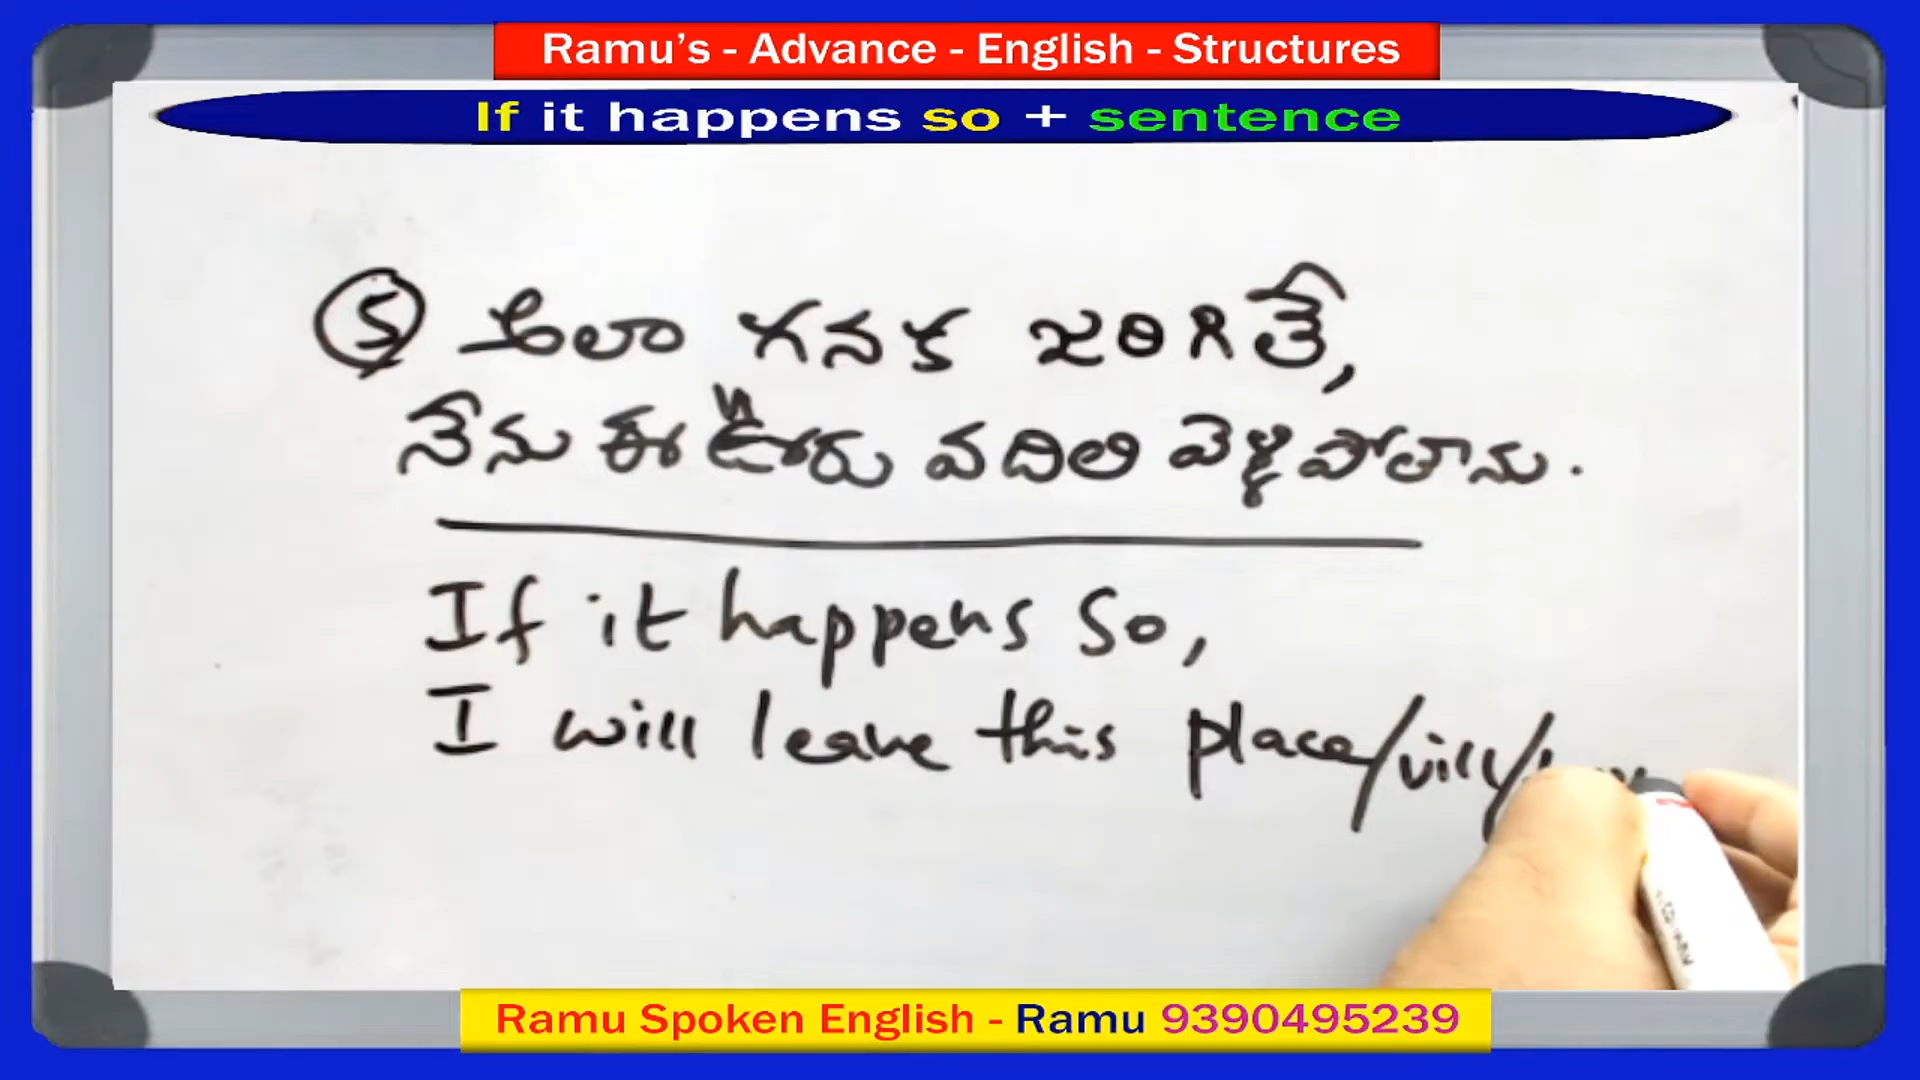 Ramu's - Advance - English - Structures
If it happens so + sentence
5 అలా గనక జరిగితే,
నేను ఈ ఊరు వదిలి వెళ్లిపోతాను.
If it happens so,
I will leave this place/vill/
Ramu Spoken English - Ramu 9390495239